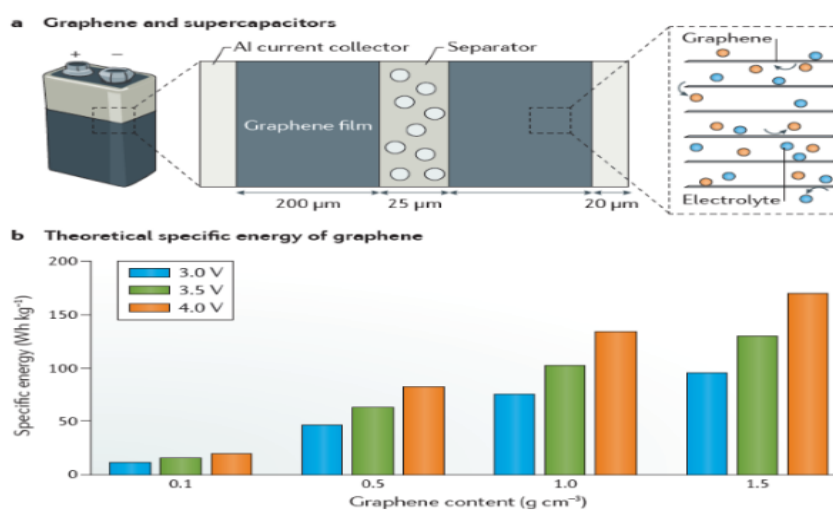 a Graphene and supercapacitors
+ −
Al current collector
Separator
Graphene
Graphene film
200 µm
25 µm
20 µm
Electrolyte
b Theoretical specific energy of graphene
200
150
100
50
0
Specific energy (Wh kg⁻¹)
3.0 V
3.5 V
4.0 V
0.1 0.5 1.0 1.5
Graphene content (g cm⁻³)